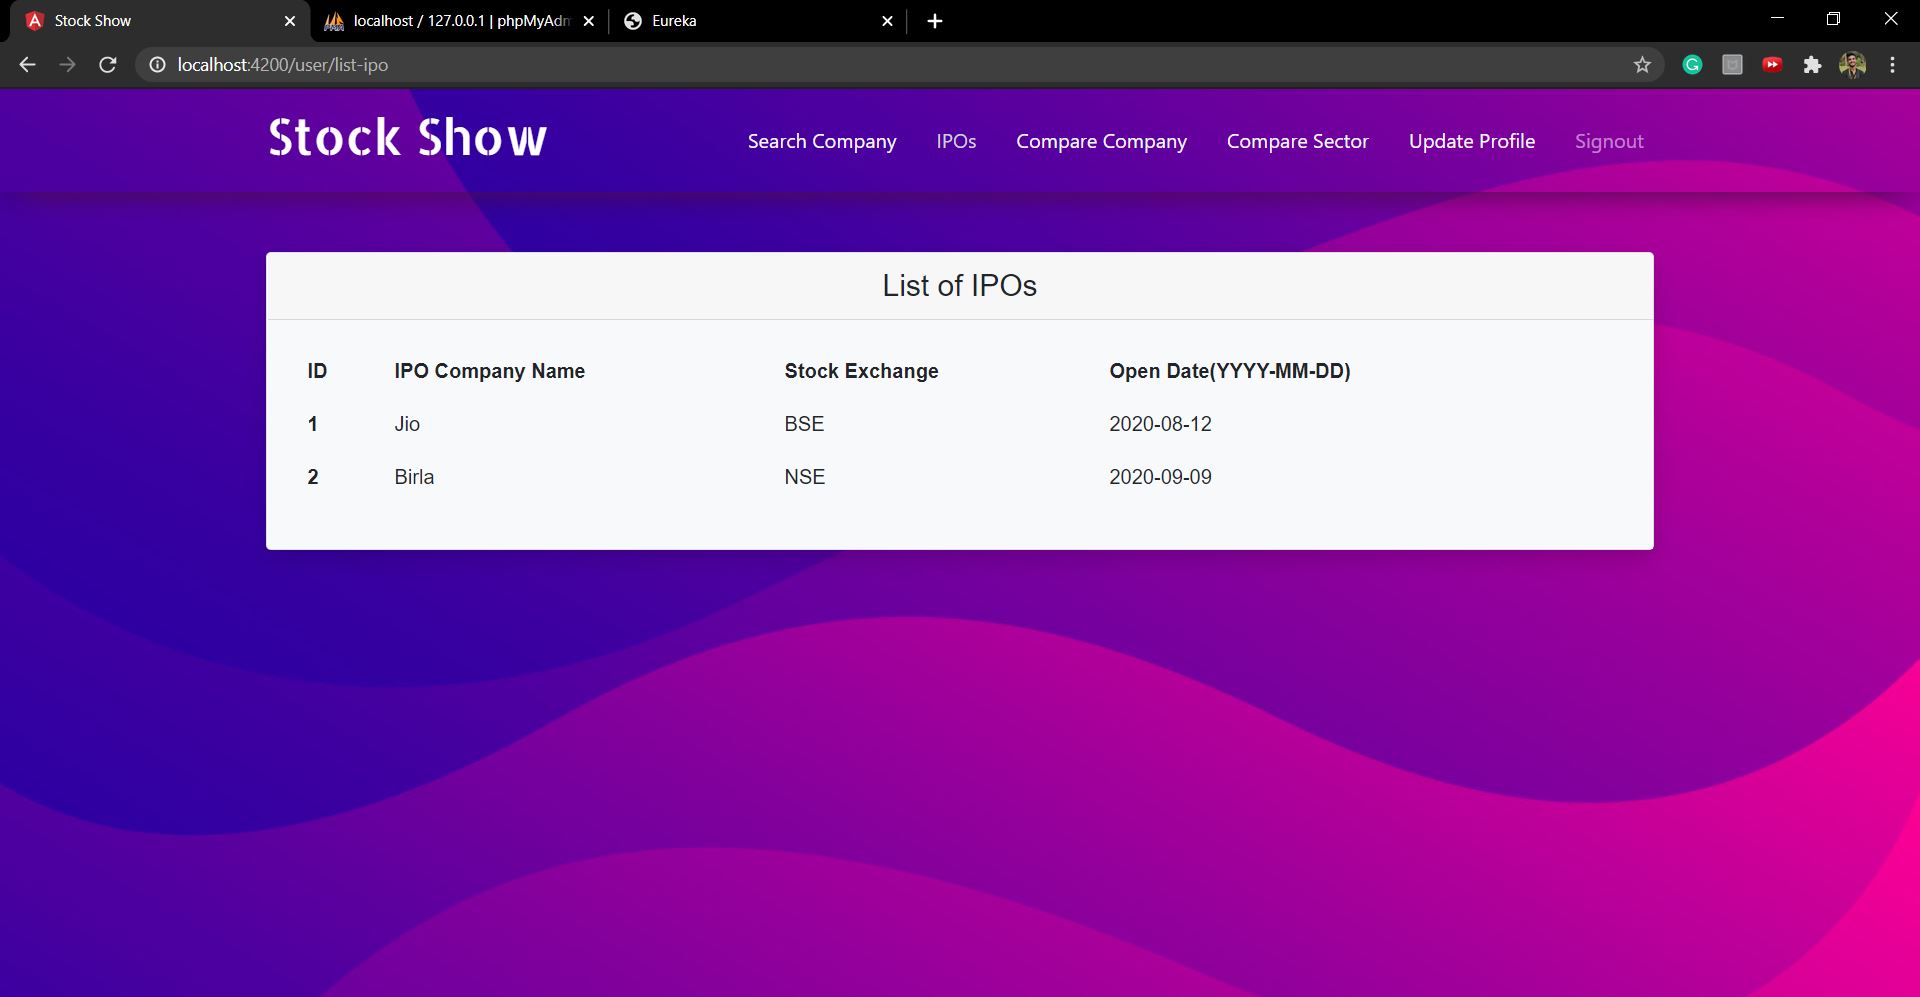 Stock Show
localhost / 127.0.0.1 | phpMyAdm
Eureka
localhost:4200/user/list-ipo
Stock Show
Search Company
IPOs
Compare Company
Compare Sector
Update Profile
Signout
List of IPOs
ID IPO Company Name Stock Exchange Open Date(YYYY-MM-DD)
1 Jio BSE 2020-08-12
2 Birla NSE 2020-09-09